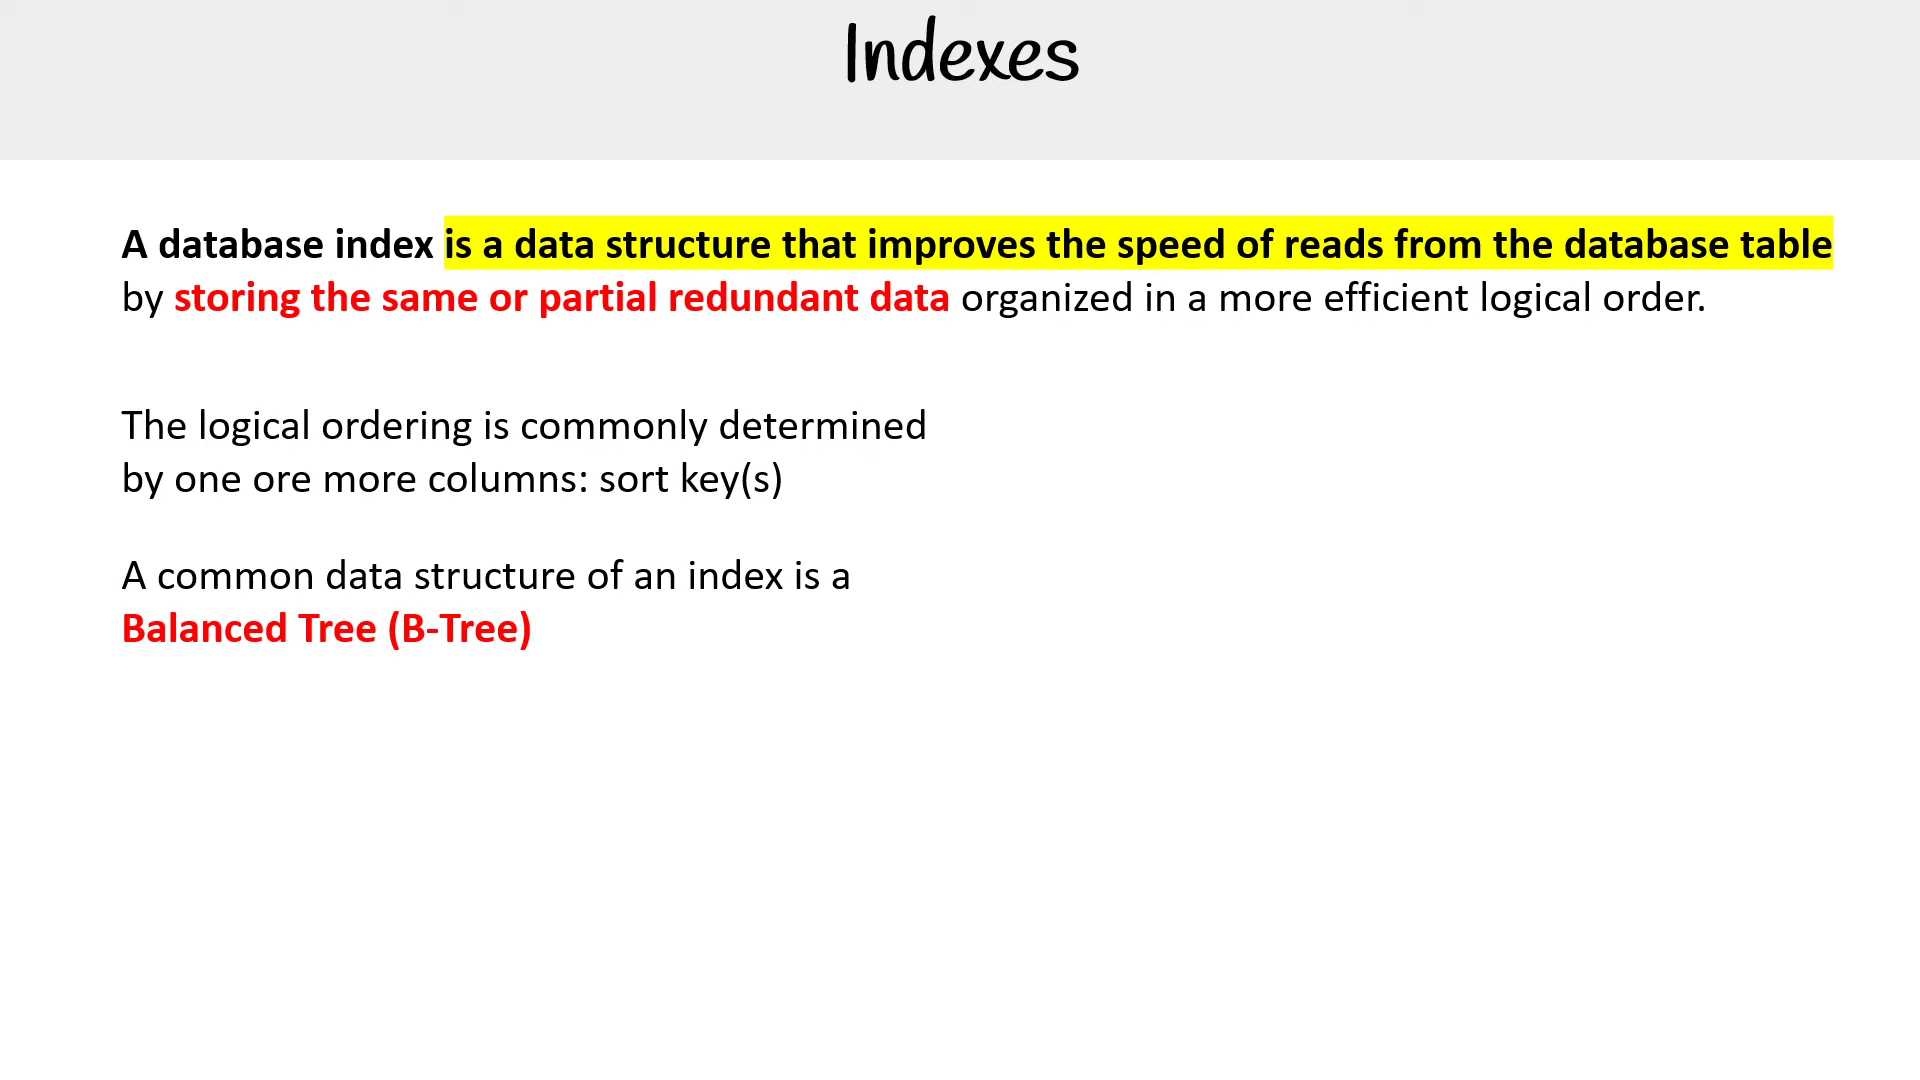 Indexes
A database index is a data structure that improves the speed of reads from the database table
by storing the same or partial redundant data organized in a more efficient logical order.
The logical ordering is commonly determined
by one ore more columns: sort key(s)
A common data structure of an index is a
Balanced Tree (B-Tree)